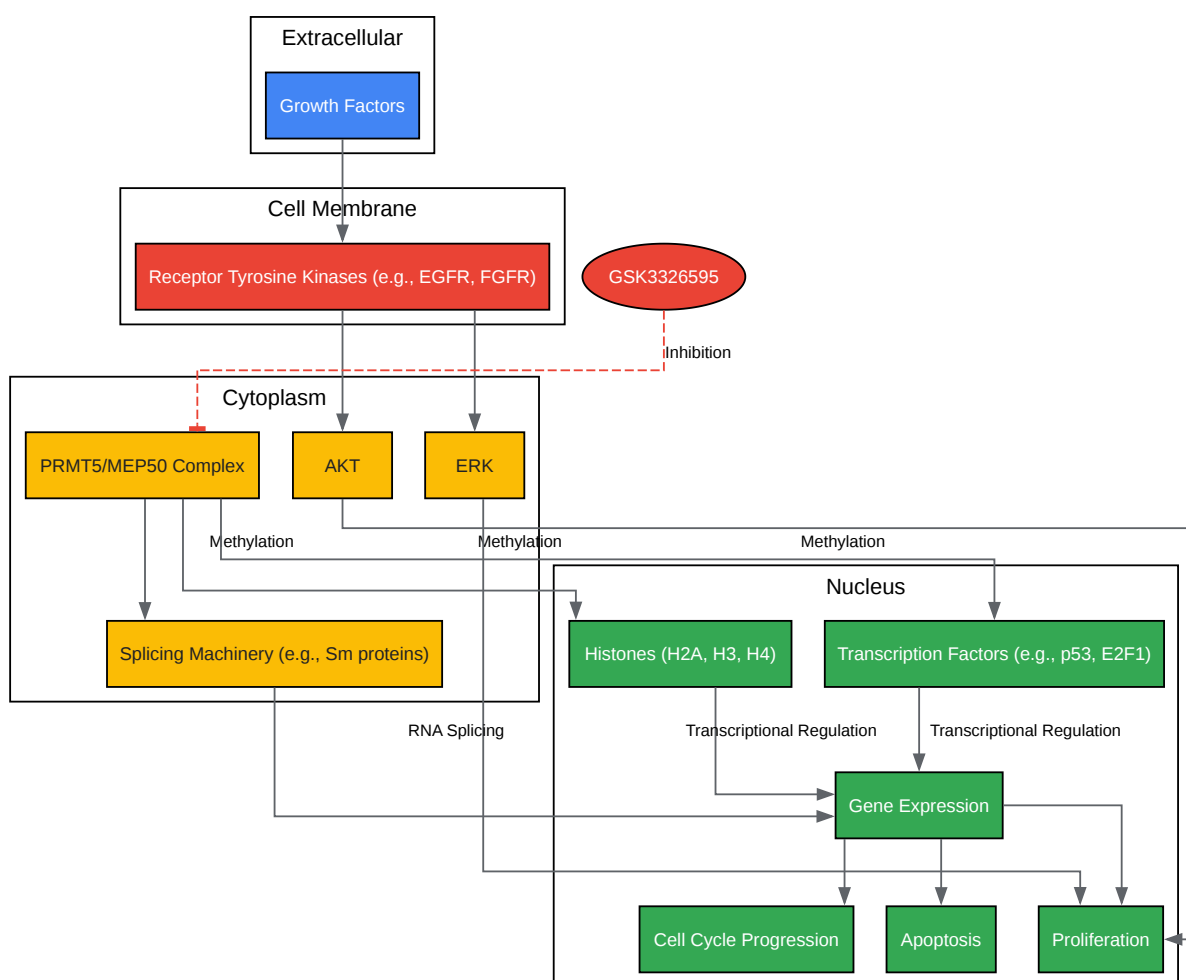 Extracellular
Growth Factors
Cell Membrane
Receptor Tyrosine Kinases (e.g., EGFR, FGFR)
GSK3326595
Inhibition
Cytoplasm
PRMT5/MEP50 Complex
AKT
ERK
Methylation
Methylation
Methylation
Nucleus
Splicing Machinery (e.g., Sm proteins)
Histones (H2A, H3, H4)
Transcription Factors (e.g., p53, E2F1)
RNA Splicing
Transcriptional Regulation
Transcriptional Regulation
Gene Expression
Cell Cycle Progression
Apoptosis
Proliferation